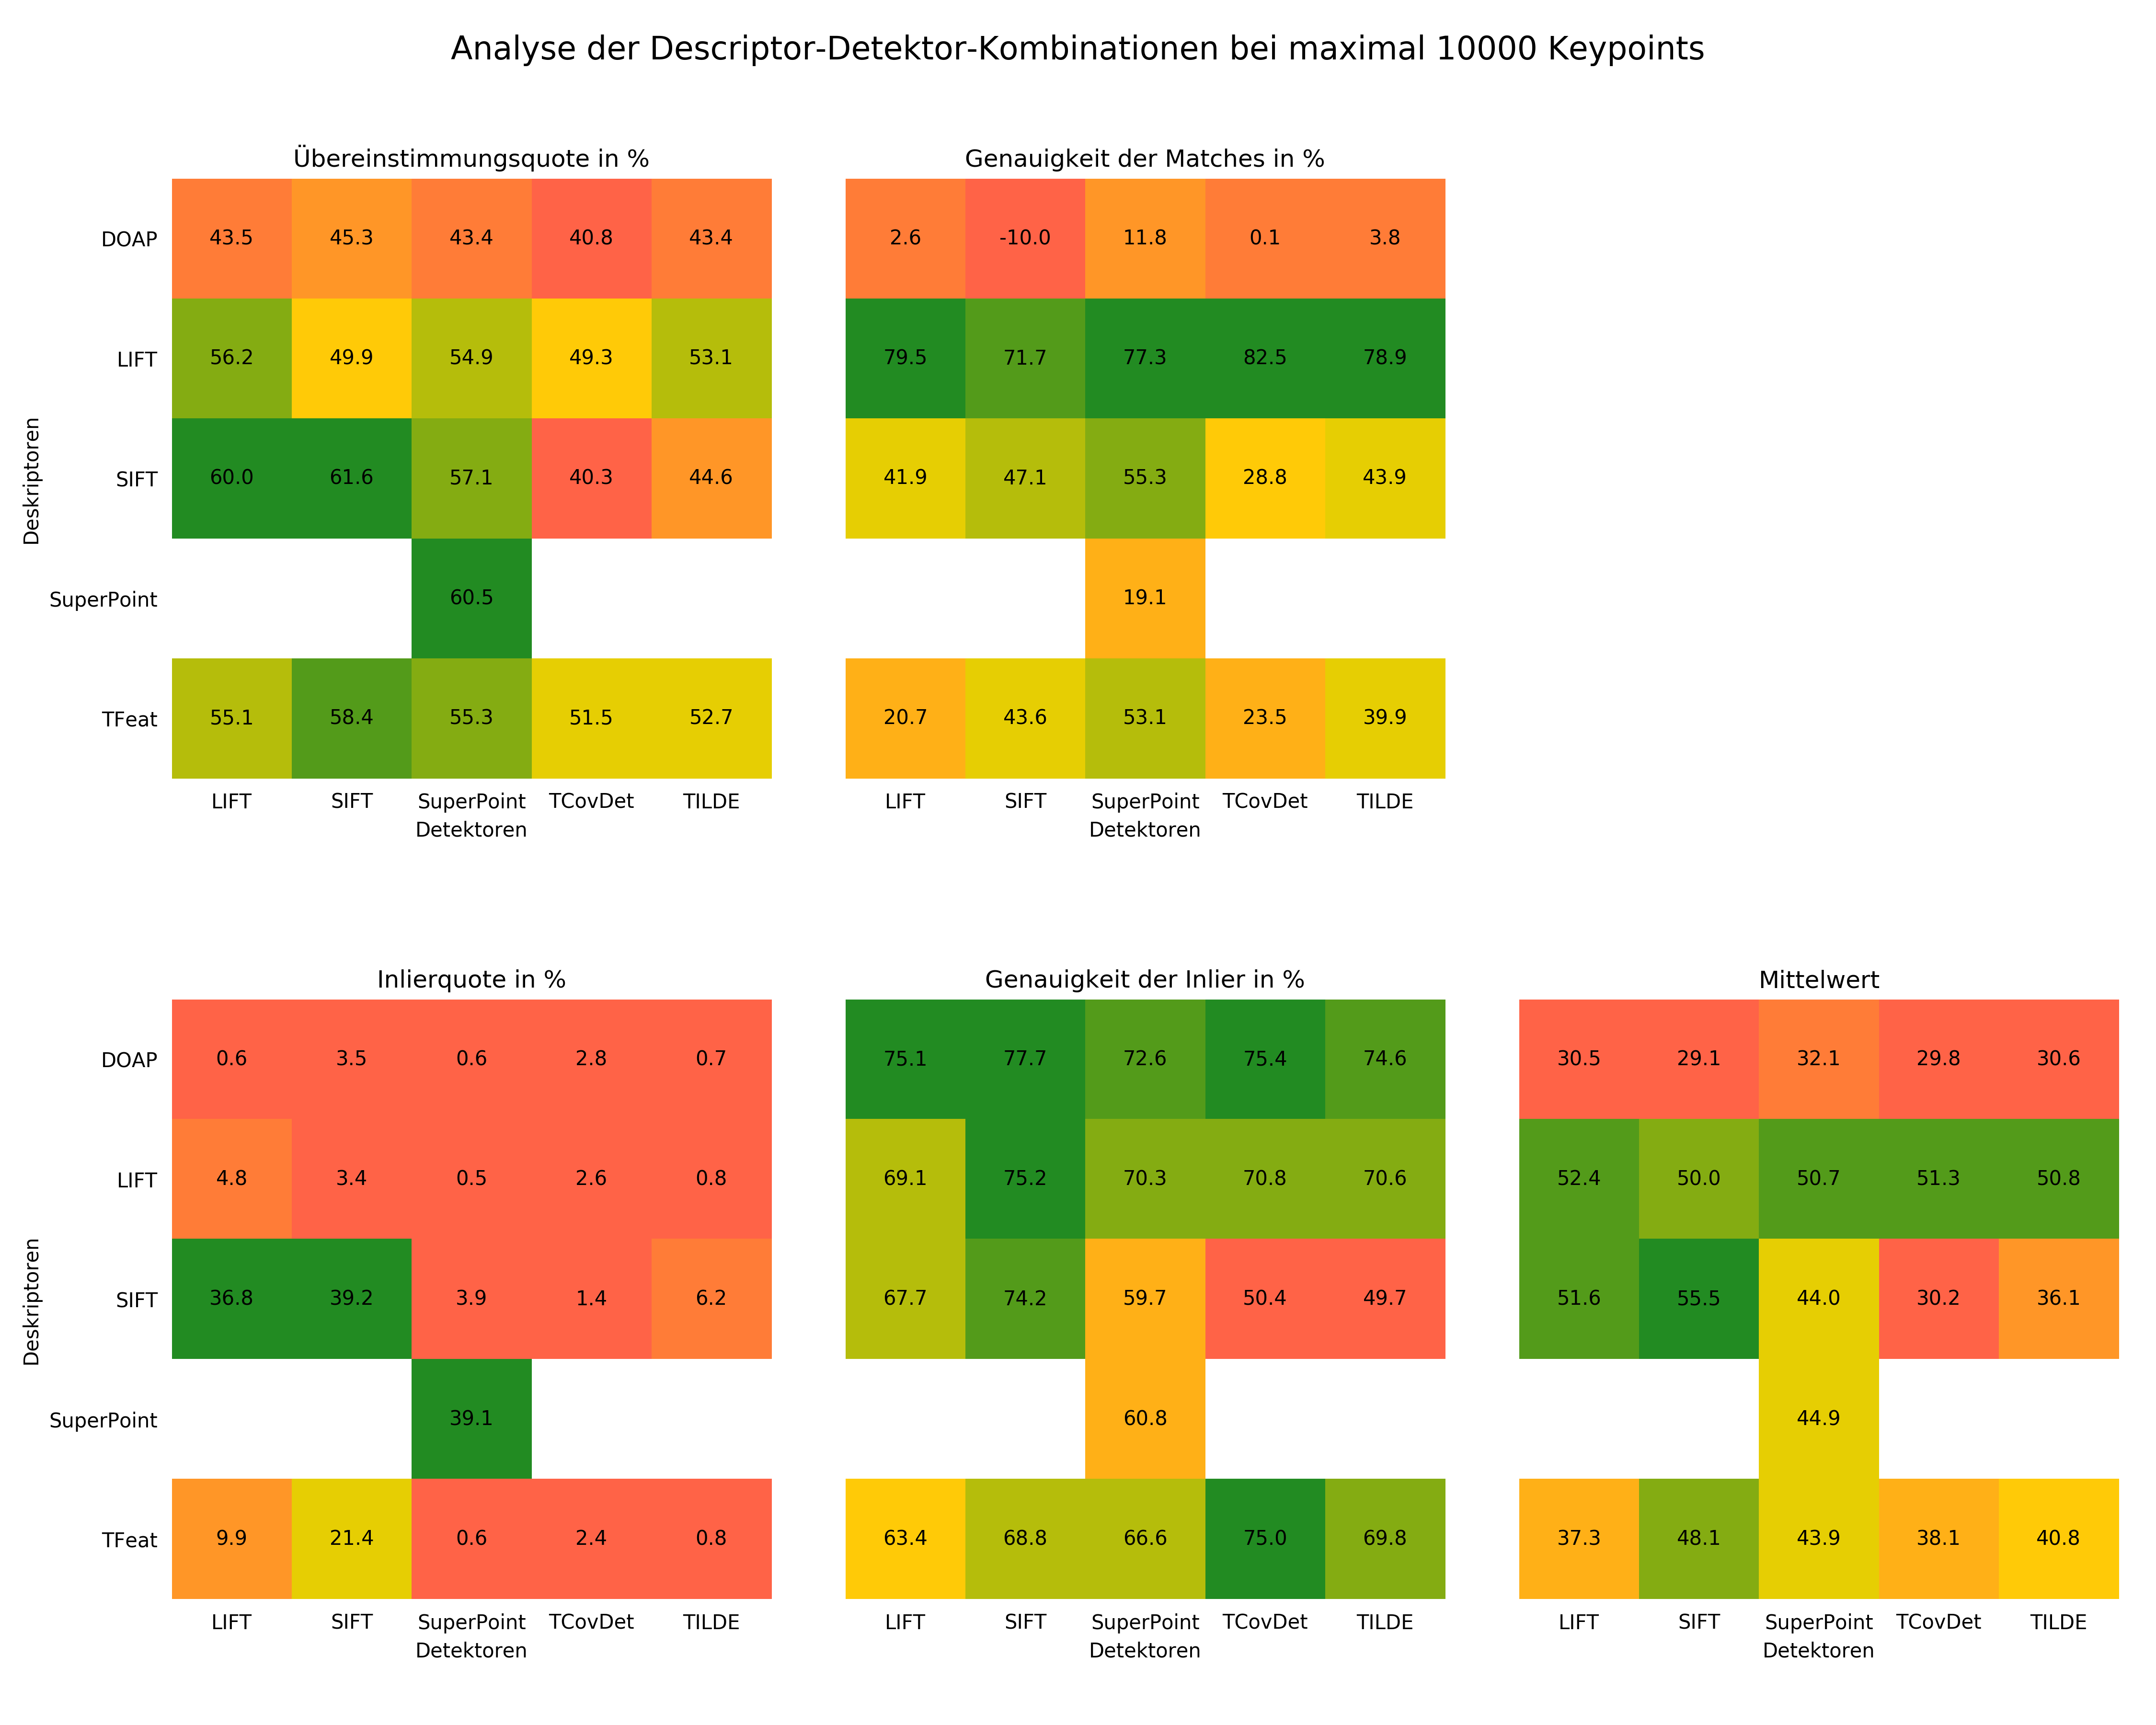 Analyse der Descriptor-Detektor-Kombinationen bei maximal 10000 Keypoints
Übereinstimmungsquote in %
Deskriptoren
DOAP 43.5 45.3 43.4 40.8 43.4
LIFT 56.2 49.9 54.9 49.3 53.1
SIFT 60.0 61.6 57.1 40.3 44.6
SuperPoint 60.5
TFeat 55.1 58.4 55.3 51.5 52.7
LIFT SIFT SuperPoint TCovDet TILDE
Detektoren
Genauigkeit der Matches in %
2.6 -10.0 11.8 0.1 3.8
79.5 71.7 77.3 82.5 78.9
41.9 47.1 55.3 28.8 43.9
19.1
20.7 43.6 53.1 23.5 39.9
LIFT SIFT SuperPoint TCovDet TILDE
Detektoren
Inlierquote in %
Deskriptoren
DOAP 0.6 3.5 0.6 2.8 0.7
LIFT 4.8 3.4 0.5 2.6 0.8
SIFT 36.8 39.2 3.9 1.4 6.2
SuperPoint 39.1
TFeat 9.9 21.4 0.6 2.4 0.8
LIFT SIFT SuperPoint TCovDet TILDE
Detektoren
Genauigkeit der Inlier in %
75.1 77.7 72.6 75.4 74.6
69.1 75.2 70.3 70.8 70.6
67.7 74.2 59.7 50.4 49.7
60.8
63.4 68.8 66.6 75.0 69.8
LIFT SIFT SuperPoint TCovDet TILDE
Detektoren
Mittelwert
30.5 29.1 32.1 29.8 30.6
52.4 50.0 50.7 51.3 50.8
51.6 55.5 44.0 30.2 36.1
44.9
37.3 48.1 43.9 38.1 40.8
LIFT SIFT SuperPoint TCovDet TILDE
Detektoren